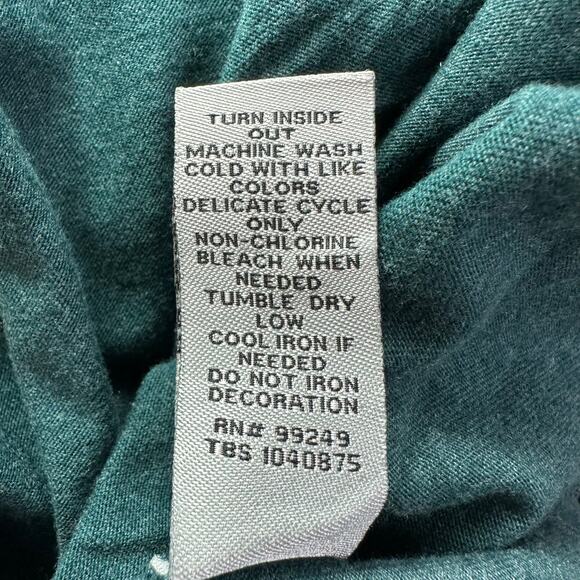 TURN INSIDE
OUT
MACHINE WASH
COLD WITH LIKE
COLORS
DELICATE CYCLE
ONLY
NON-CHLORINE
BLEACH WHEN
NEEDED
TUMBLE DRY
LOW
COOL IRON IF
NEEDED
DO NOT IRON
DECORATION
RN# 99249
TBS 1040875